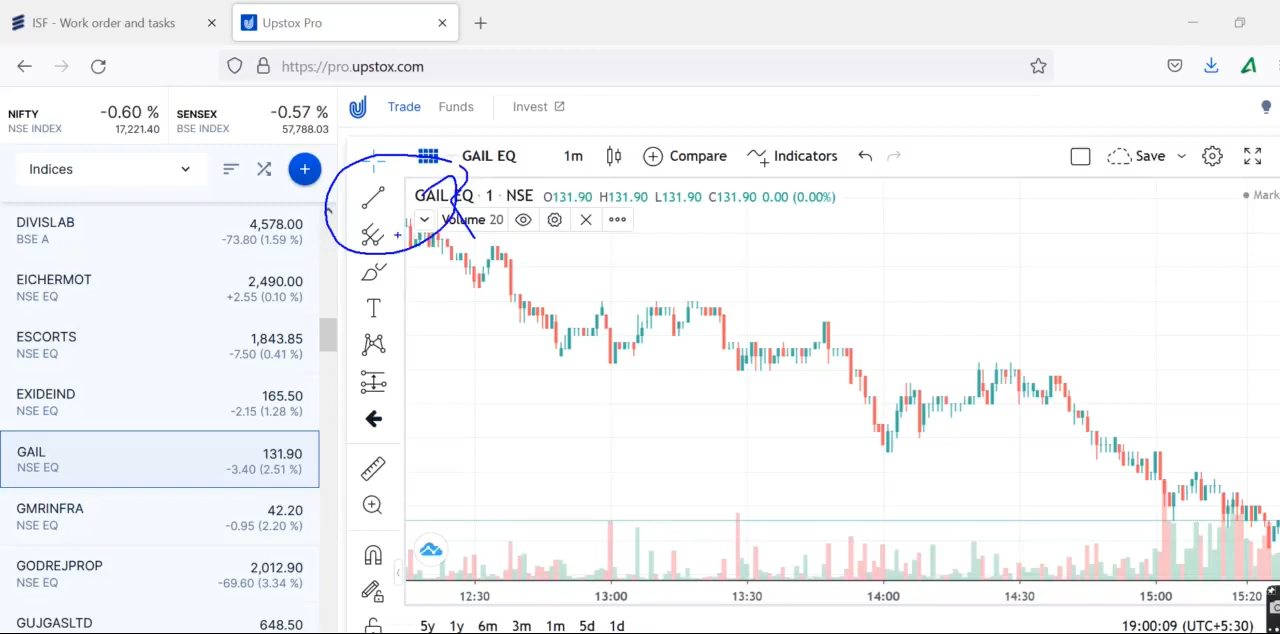 ISF - Work order and tasks
Upstox Pro
https://pro.upstox.com
NIFTY -0.60 %
NSE INDEX 17,221.40
SENSEX -0.57 %
BSE INDEX 57,788.03
Trade Funds Invest
Indices
GAIL EQ 1m Compare Indicators Save
GAIL EQ · 1 · NSE O131.90 H131.90 L131.90 C131.90 0.00 (0.00%)
Mark
Volume 20
DIVISLAB 4,578.00
BSE A -73.80 (1.59 %)
EICHERMOT 2,490.00
NSE EQ +2.55 (0.10 %)
ESCORTS 1,843.85
NSE EQ -7.50 (0.41 %)
EXIDEIND 165.50
NSE EQ -2.15 (1.28 %)
GAIL 131.90
NSE EQ -3.40 (2.51 %)
GMRINFRA 42.20
NSE EQ -0.95 (2.20 %)
GODREJPROP 2,012.90
NSE EQ -69.60 (3.34 %)
GUJGASLTD 648.50
12:30 13:00 13:30 14:00 14:30 15:00 15:20
5y 1y 6m 3m 1m 5d 1d
19:00:09 (UTC+5:30)